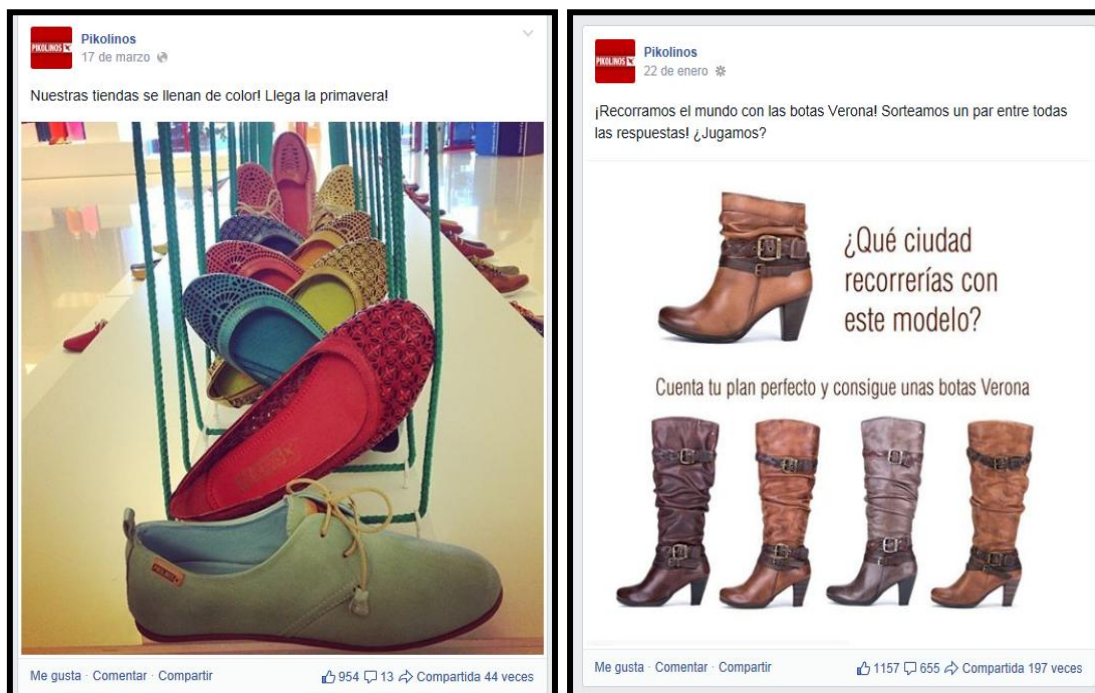 PIKOLINOS
Pikolinos
17 de marzo
Nuestras tiendas se llenan de color! Llega la primavera!
PIKOLINOS
Me gusta · Comentar · Compartir
954 13 Compartida 44 veces
PIKOLINOS
Pikolinos
22 de enero
¡Recorramos el mundo con las botas Verona! Sorteamos un par entre todas
las respuestas! ¿Jugamos?
¿Qué ciudad
recorrerías con
este modelo?
Cuenta tu plan perfecto y consigue unas botas Verona
Me gusta · Comentar · Compartir
1157 655 Compartida 197 veces